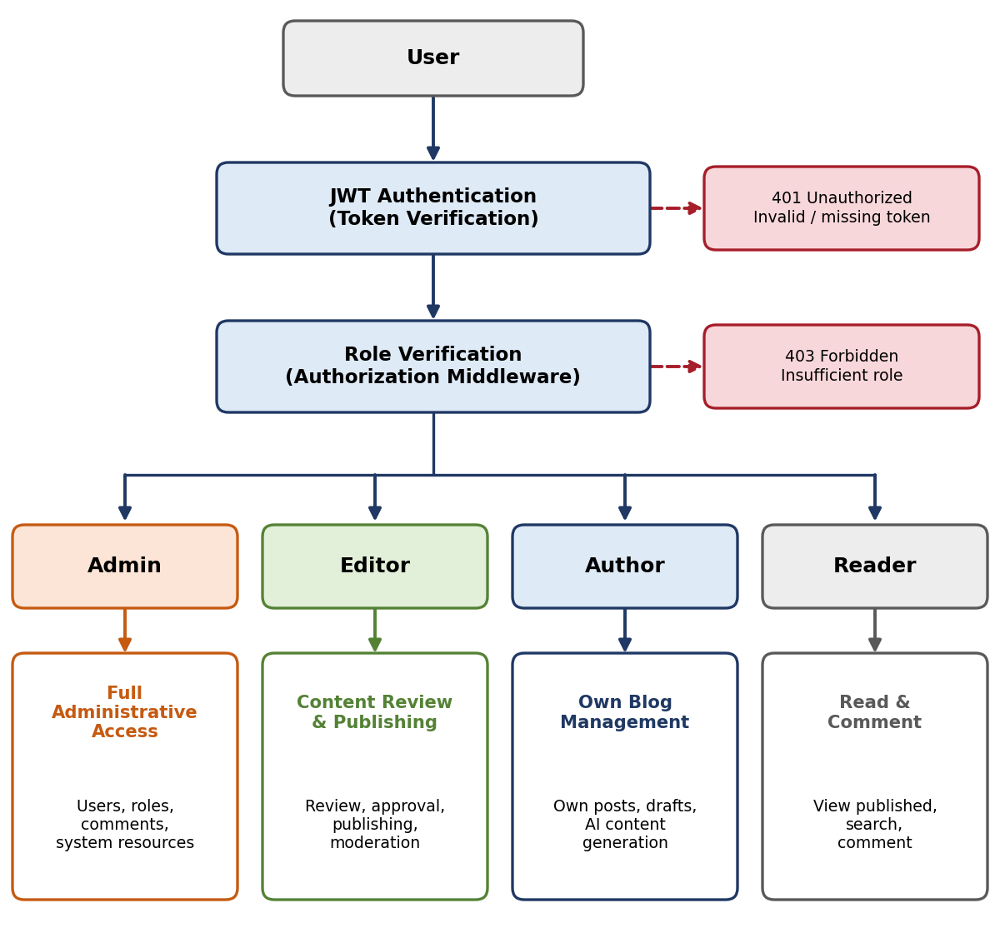 User
JWT Authentication
(Token Verification)
401 Unauthorized
Invalid / missing token
Role Verification
(Authorization Middleware)
403 Forbidden
Insufficient role
Admin
Editor
Author
Reader
Full
Administrative
Access
Content Review
& Publishing
Own Blog
Management
Read &
Comment
Users, roles,
comments,
system resources
Review, approval,
publishing,
moderation
Own posts, drafts,
AI content
generation
View published,
search,
comment